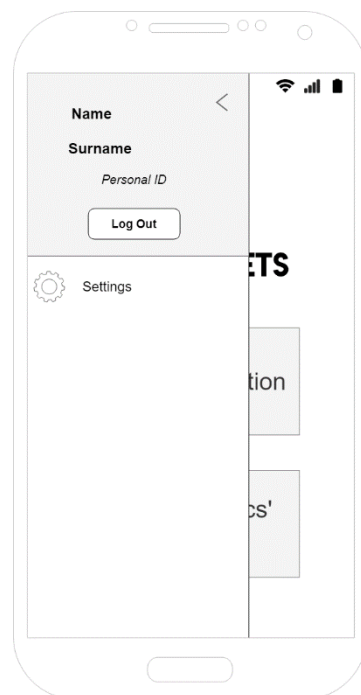 Name
Surname
Personal ID
Log Out
Settings
ETS
tion
cs'